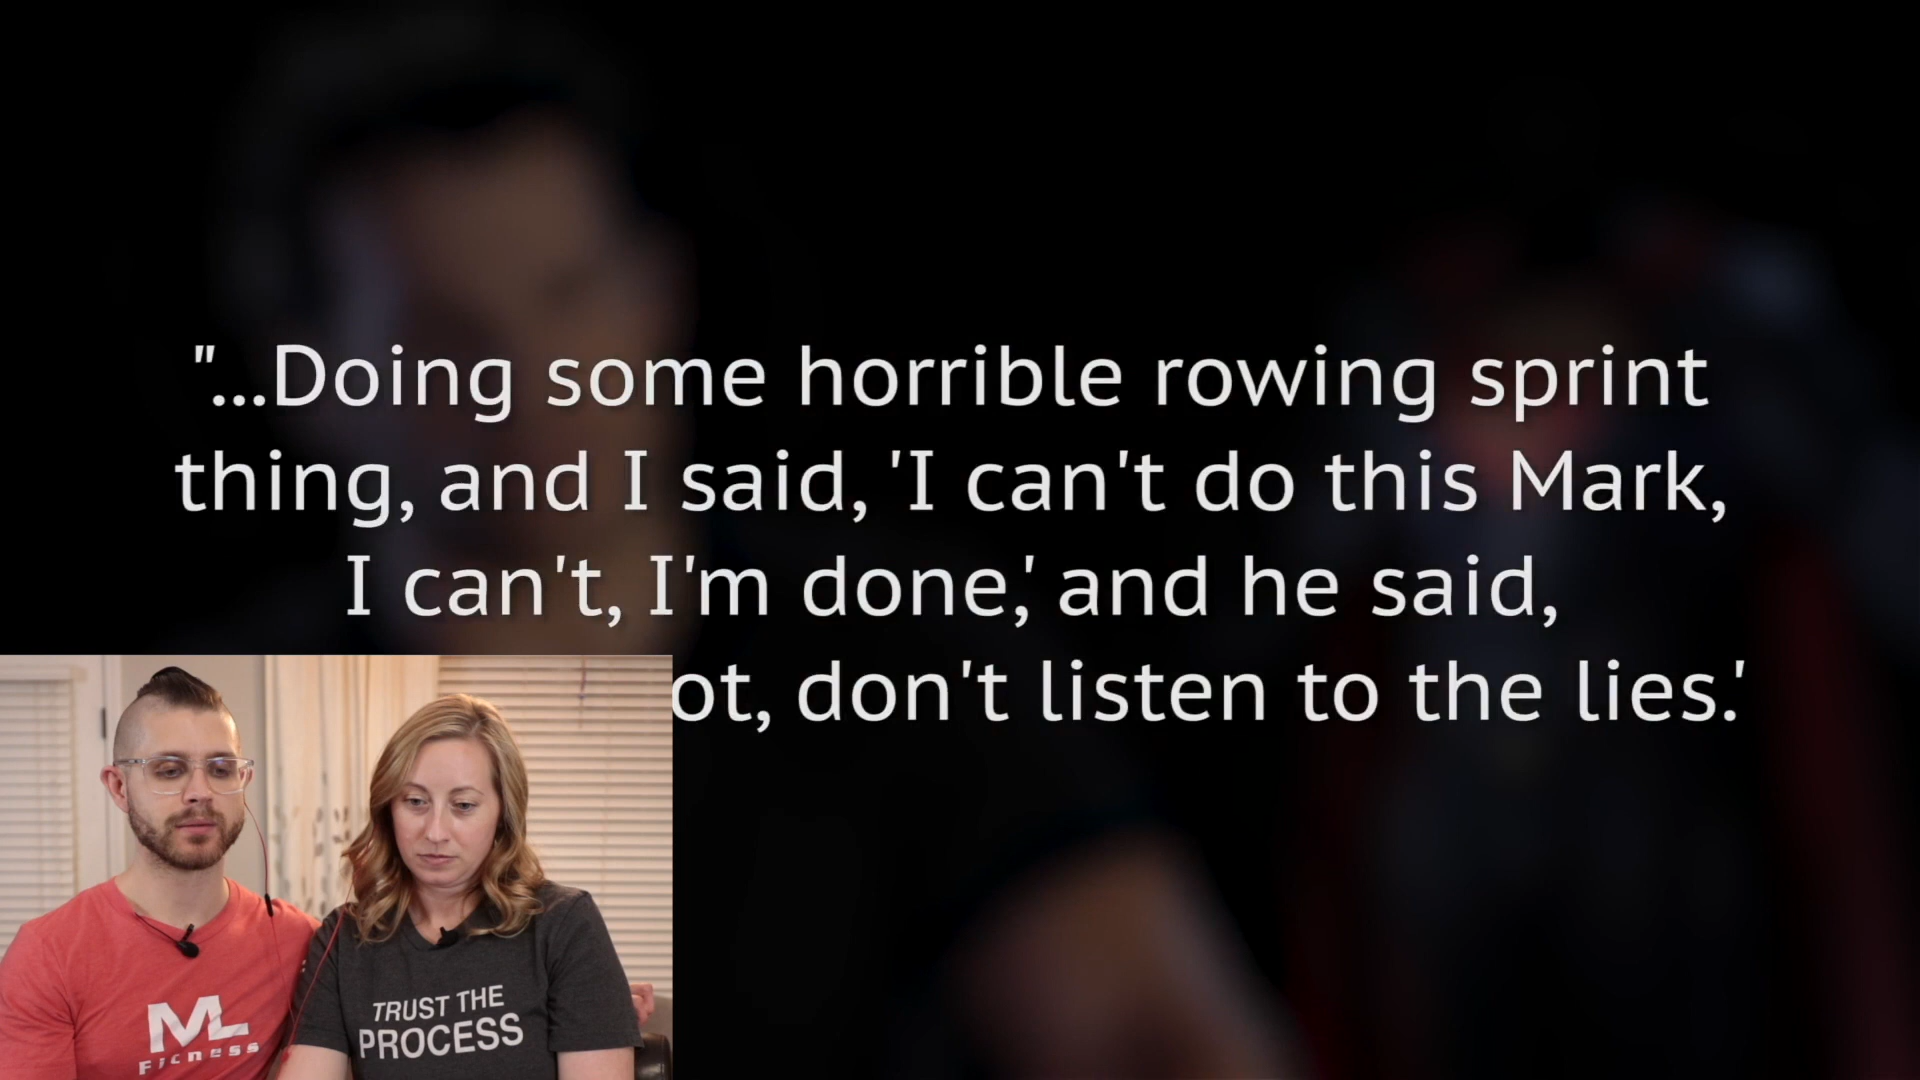 "...Doing some horrible rowing sprint
thing, and I said, 'I can't do this Mark,
I can't, I'm done,' and he said,
don't listen to the lies.'
ML
FITNESS
TRUST THE
PROCESS